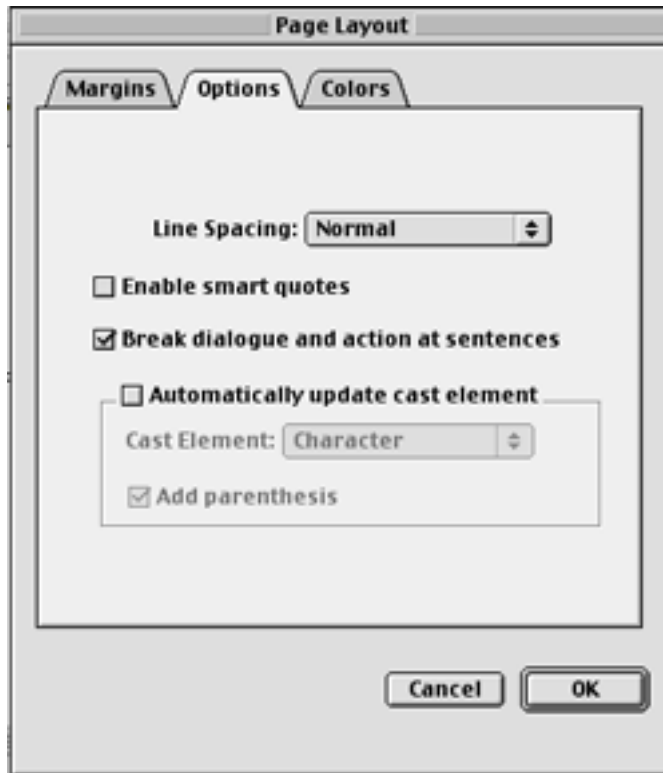 Page Layout
Margins Options Colors
Line Spacing: Normal
Enable smart quotes
Break dialogue and action at sentences
Automatically update cast element
Cast Element: Character
Add parenthesis
Cancel OK